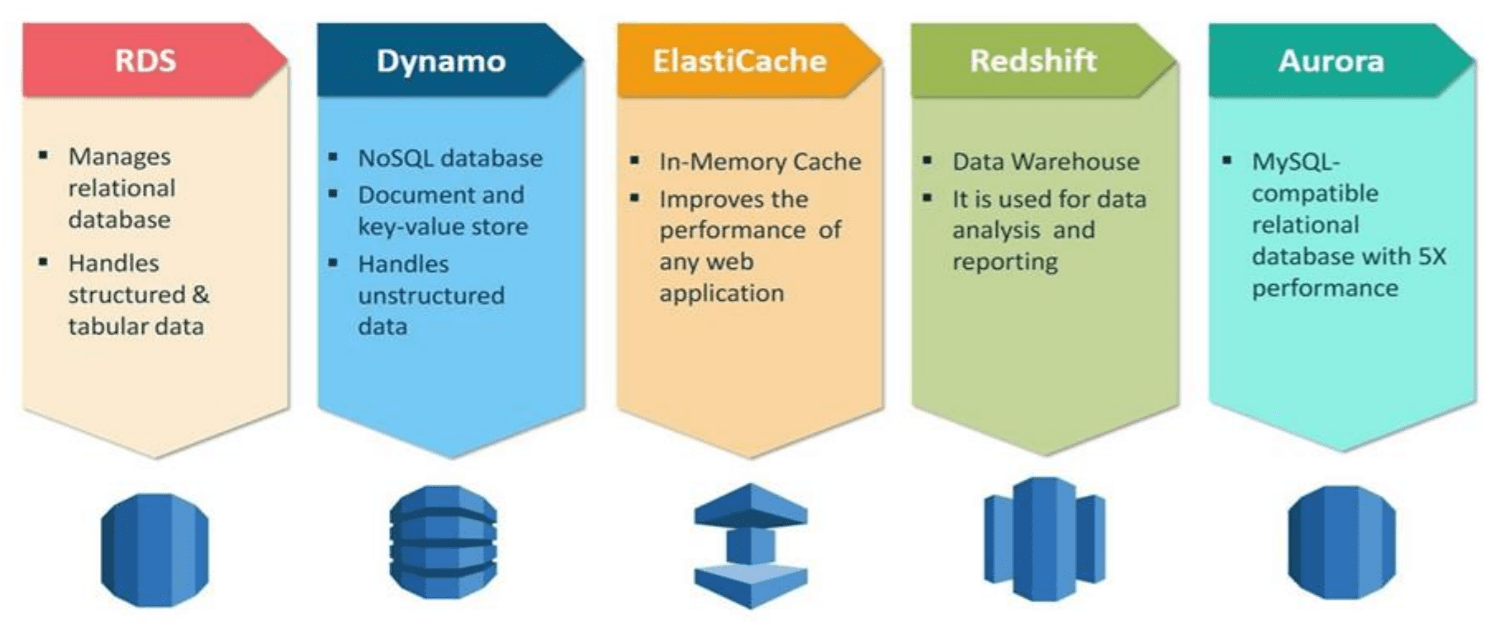 RDS
▪ Manages
relational
database
▪ Handles
structured &
tabular data
Dynamo
▪ NoSQL database
▪ Document and
key-value store
▪ Handles
unstructured
data
ElastiCache
▪ In-Memory Cache
▪ Improves the
performance of
any web
application
Redshift
▪ Data Warehouse
▪ It is used for data
analysis and
reporting
Aurora
▪ MySQL-
compatible
relational
database with 5X
performance